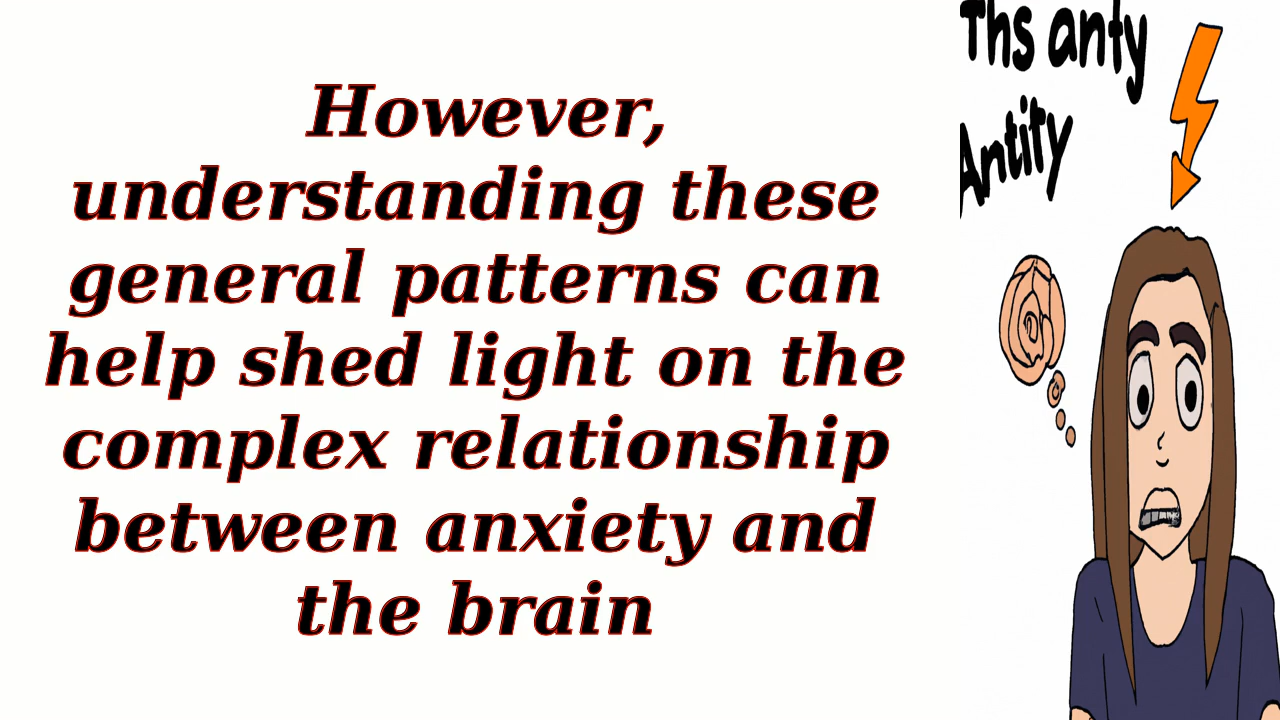 However,
understanding these
general patterns can
help shed light on the
complex relationship
between anxiety and
the brain
Ths anty
Antity